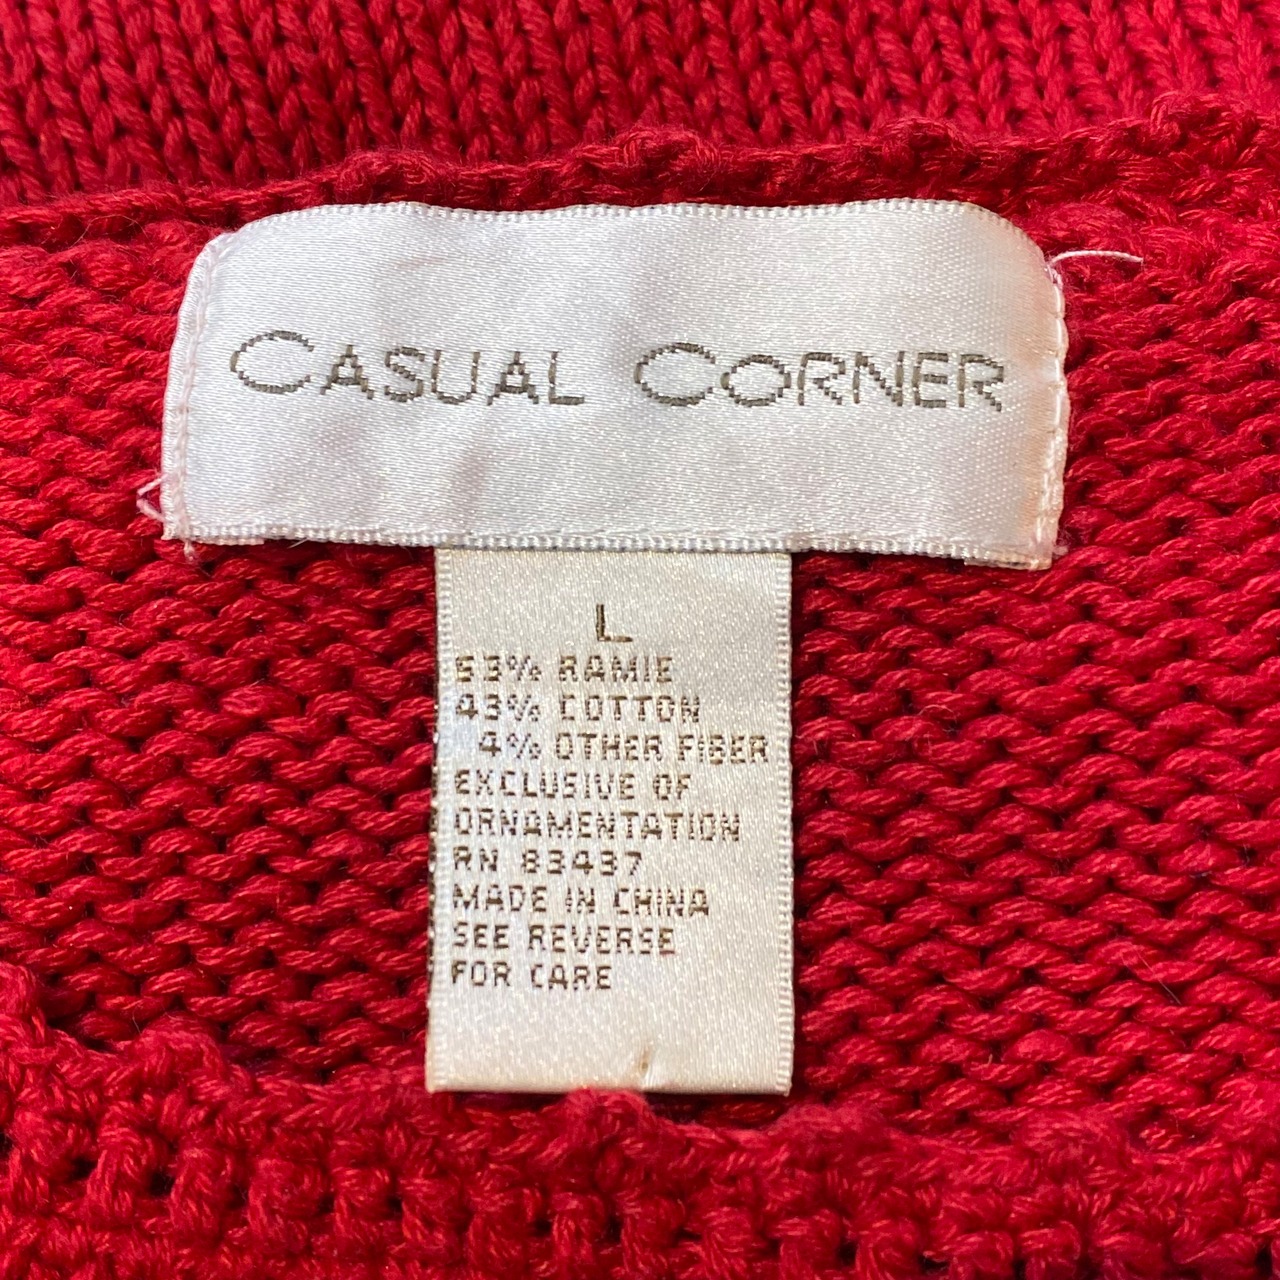 CASUAL CORNER
L
53% RAMIE
43% COTTON
4% OTHER FIBER
EXCLUSIVE OF
ORNAMENTATION
RN 83437
MADE IN CHINA
SEE REVERSE
FOR CARE